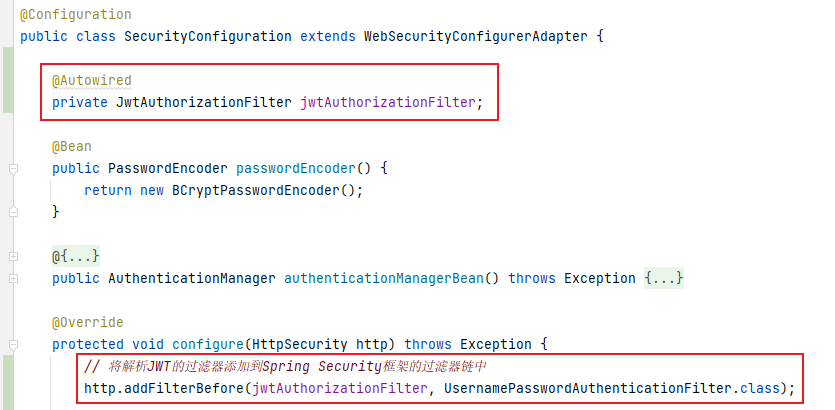 @Configuration
public class SecurityConfiguration extends WebSecurityConfigurerAdapter {
@Autowired
private JwtAuthorizationFilter jwtAuthorizationFilter;
@Bean
public PasswordEncoder passwordEncoder() {
return new BCryptPasswordEncoder();
}
@{...}
public AuthenticationManager authenticationManagerBean() throws Exception {...}
@Override
protected void configure(HttpSecurity http) throws Exception {
// 将解析JWT的过滤器添加到Spring Security框架的过滤器链中
http.addFilterBefore(jwtAuthorizationFilter, UsernamePasswordAuthenticationFilter.class);